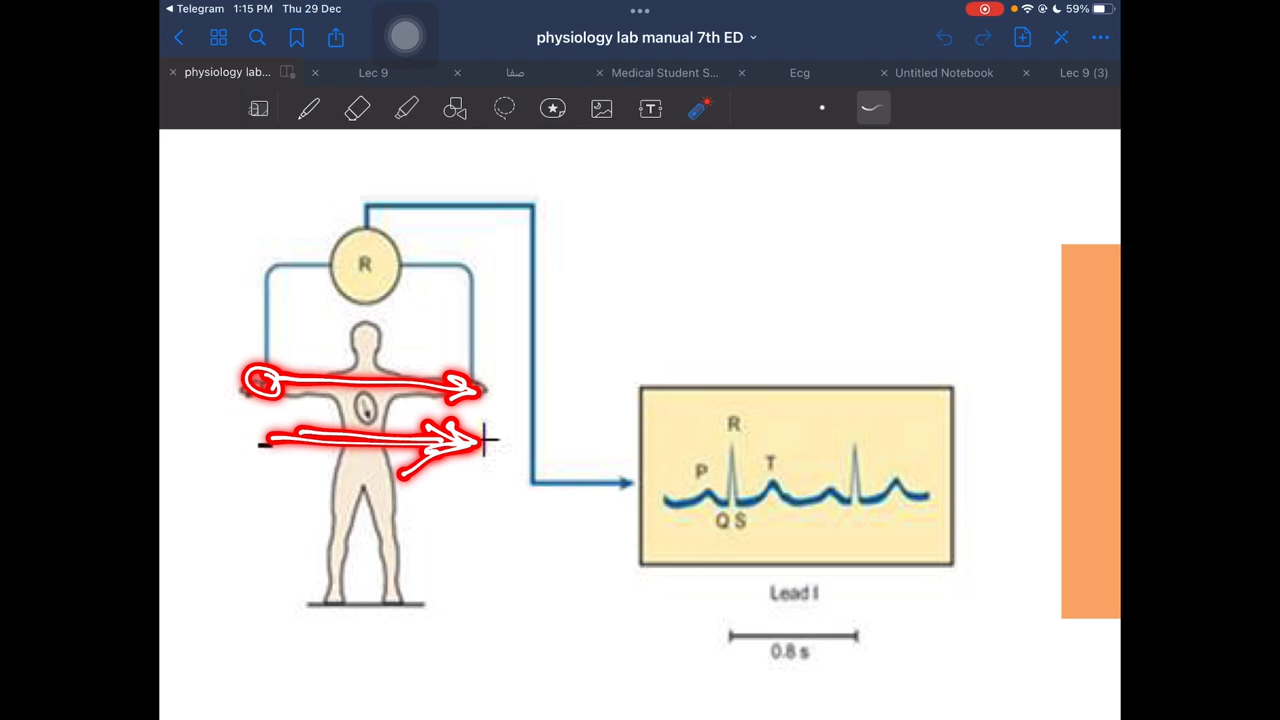 Telegram 1:15 PM Thu 29 Dec 59%
physiology lab manual 7th ED
physiology lab... Lec 9 صفا Medical Student S... Ecg Untitled Notebook Lec 9 (3)
T
R
- +
R
P T
Q S
Lead I
0.8 s